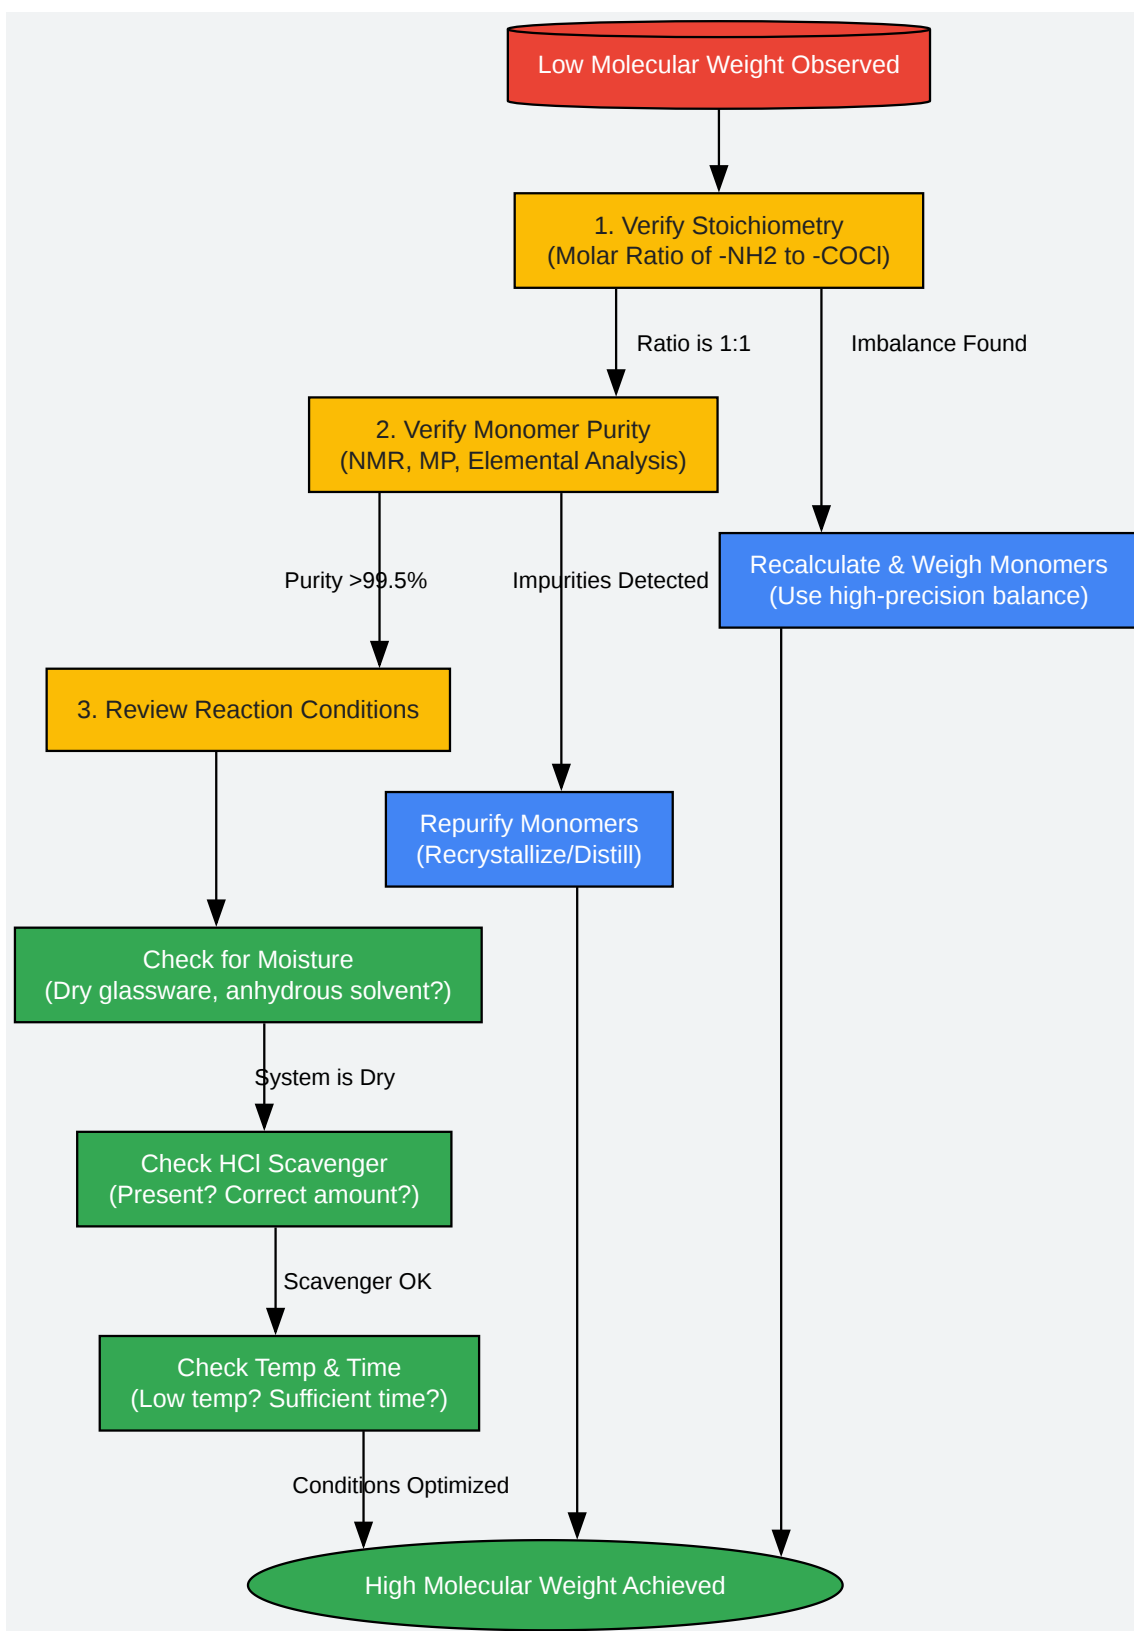 Low Molecular Weight Observed
1. Verify Stoichiometry
(Molar Ratio of -NH2 to -COCl)
Ratio is 1:1
Imbalance Found
2. Verify Monomer Purity
(NMR, MP, Elemental Analysis)
Purity >99.5%
Impurities Detected
Recalculate & Weigh Monomers
(Use high-precision balance)
3. Review Reaction Conditions
Repurify Monomers
(Recrystallize/Distill)
Check for Moisture
(Dry glassware, anhydrous solvent?)
System is Dry
Check HCl Scavenger
(Present? Correct amount?)
Scavenger OK
Check Temp & Time
(Low temp? Sufficient time?)
Conditions Optimized
High Molecular Weight Achieved